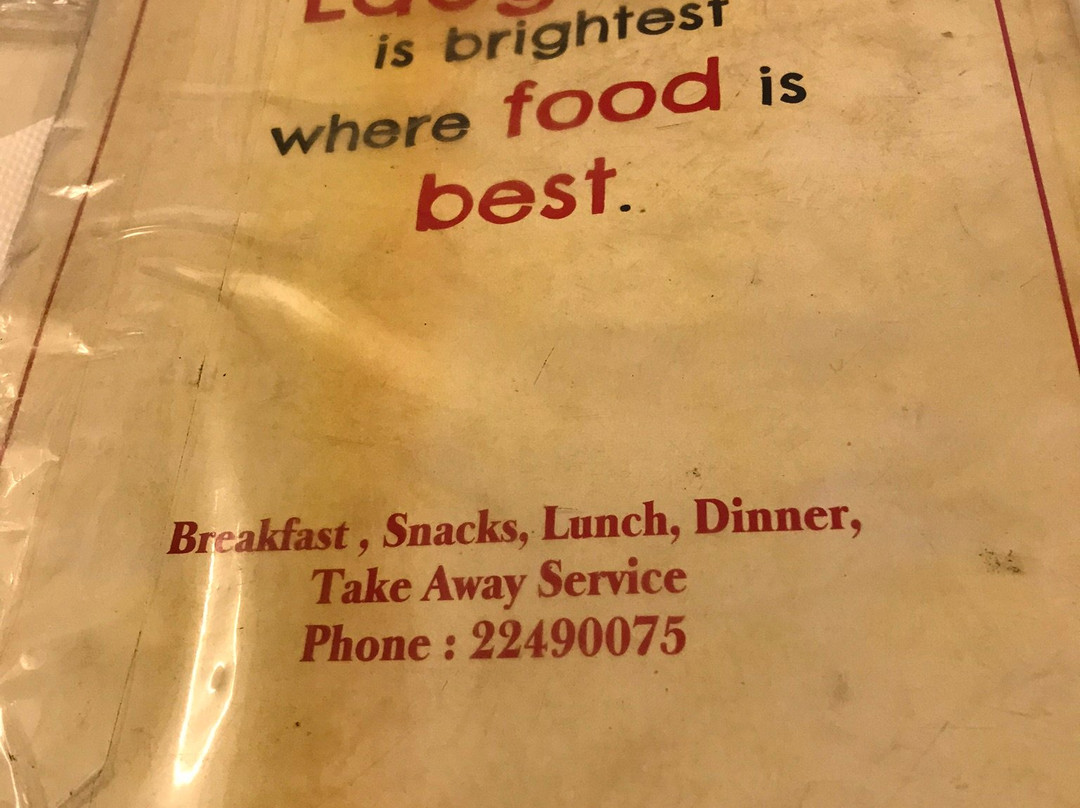 is brightest
where food is
best.
Breakfast , Snacks, Lunch, Dinner,
Take Away Service
Phone : 22490075